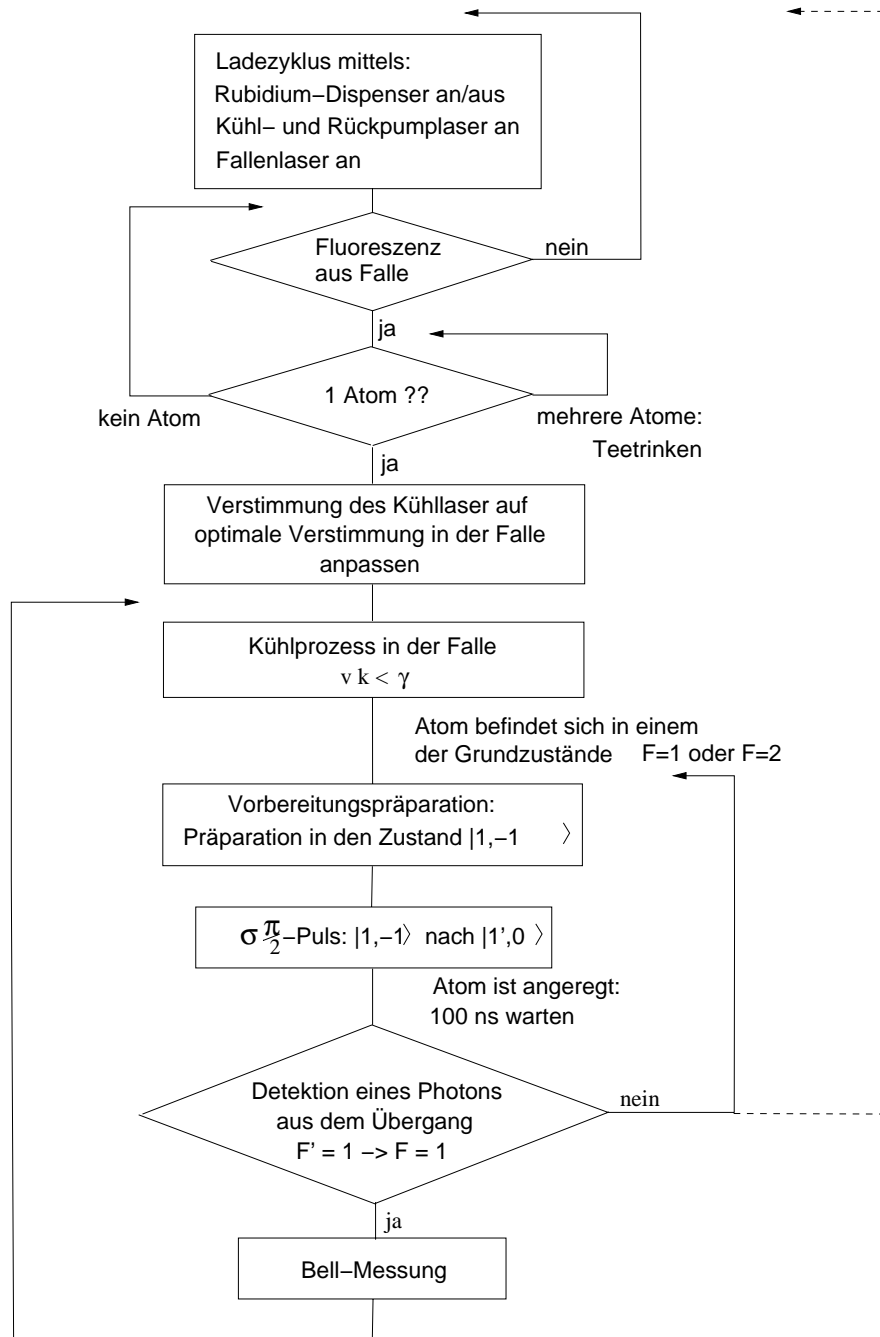 Ladezyklus mittels:
Rubidium−Dispenser an/aus
Kühl− und Rückpumplaser an
Fallenlaser an
Fluoreszenz
aus Falle
nein
ja
1 Atom ??
kein Atom
mehrere Atome:
Teetrinken
ja
Verstimmung des Kühllaser auf
optimale Verstimmung in der Falle
anpassen
Kühlprozess in der Falle
v k < γ
Atom befindet sich in einem
der Grundzustände F=1 oder F=2
Vorbereitungspräparation:
Präparation in den Zustand |1,−1 〉
σ π/2 −Puls: |1,−1〉 nach |1',0 〉
Atom ist angeregt:
100 ns warten
Detektion eines Photons
aus dem Übergang
F' = 1 −> F = 1
nein
ja
Bell−Messung